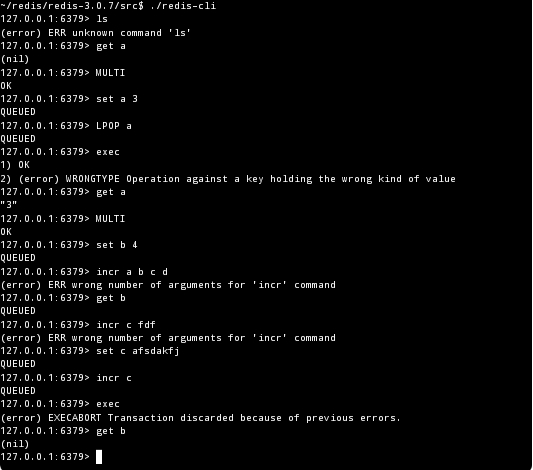 ~/redis/redis-3.0.7/src$ ./redis-cli
127.0.0.1:6379> ls
(error) ERR unknown command 'ls'
127.0.0.1:6379> get a
(nil)
127.0.0.1:6379> MULTI
OK
127.0.0.1:6379> set a 3
QUEUED
127.0.0.1:6379> LPOP a
QUEUED
127.0.0.1:6379> exec
1) OK
2) (error) WRONGTYPE Operation against a key holding the wrong kind of value
127.0.0.1:6379> get a
"3"
127.0.0.1:6379> MULTI
OK
127.0.0.1:6379> set b 4
QUEUED
127.0.0.1:6379> incr a b c d
(error) ERR wrong number of arguments for 'incr' command
127.0.0.1:6379> get b
QUEUED
127.0.0.1:6379> incr c fdf
(error) ERR wrong number of arguments for 'incr' command
127.0.0.1:6379> set c afsdakfj
QUEUED
127.0.0.1:6379> incr c
QUEUED
127.0.0.1:6379> exec
(error) EXECABORT Transaction discarded because of previous errors.
127.0.0.1:6379> get b
(nil)
127.0.0.1:6379>